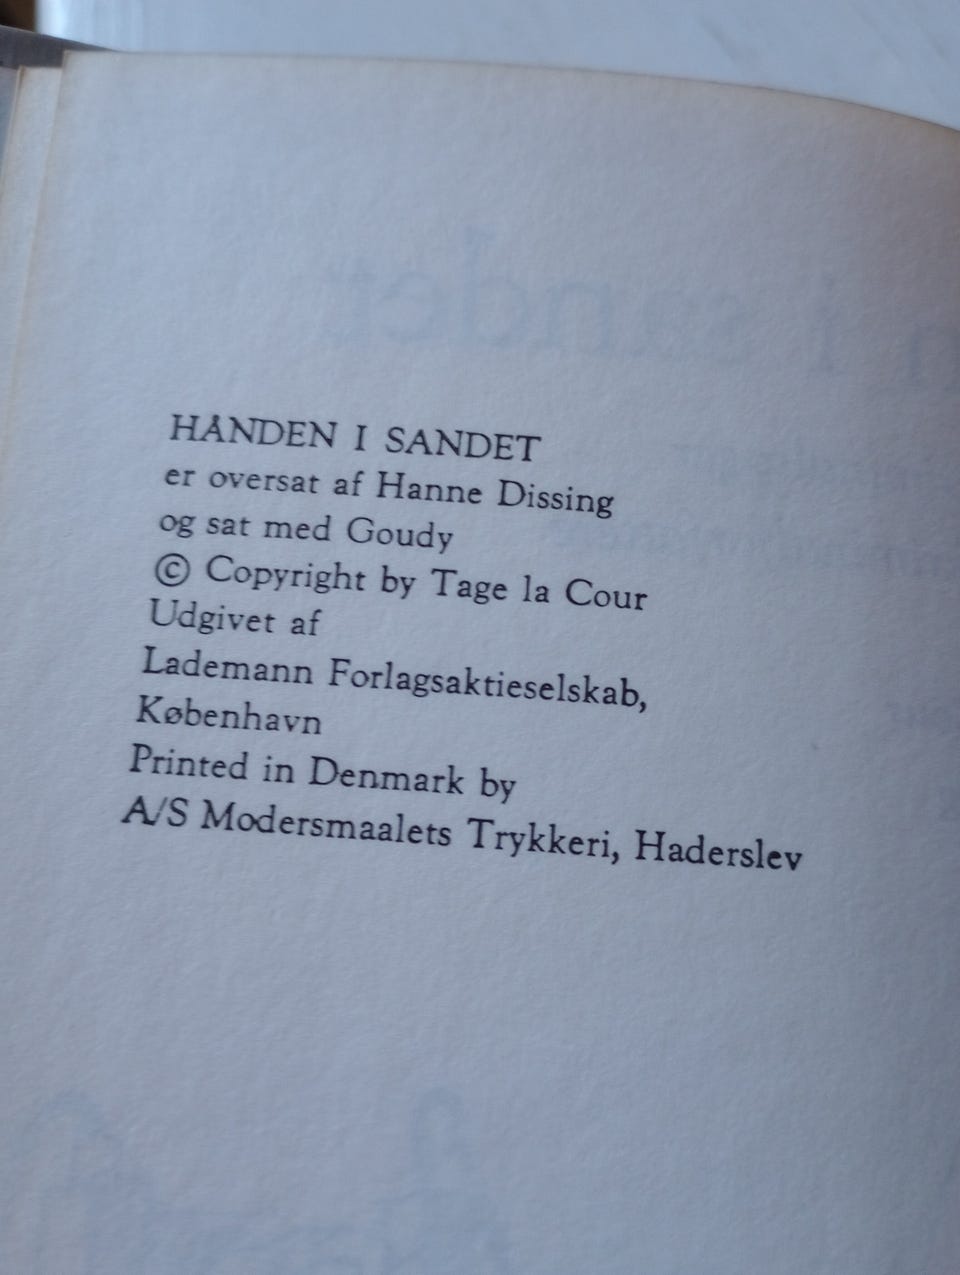 HÅNDEN I SANDET
er oversat af Hanne Dissing
og sat med Goudy
© Copyright by Tage la Cour
Udgivet af
Lademann Forlagsaktieselskab,
København
Printed in Denmark by
A/S Modersmaalets Trykkeri, Haderslev